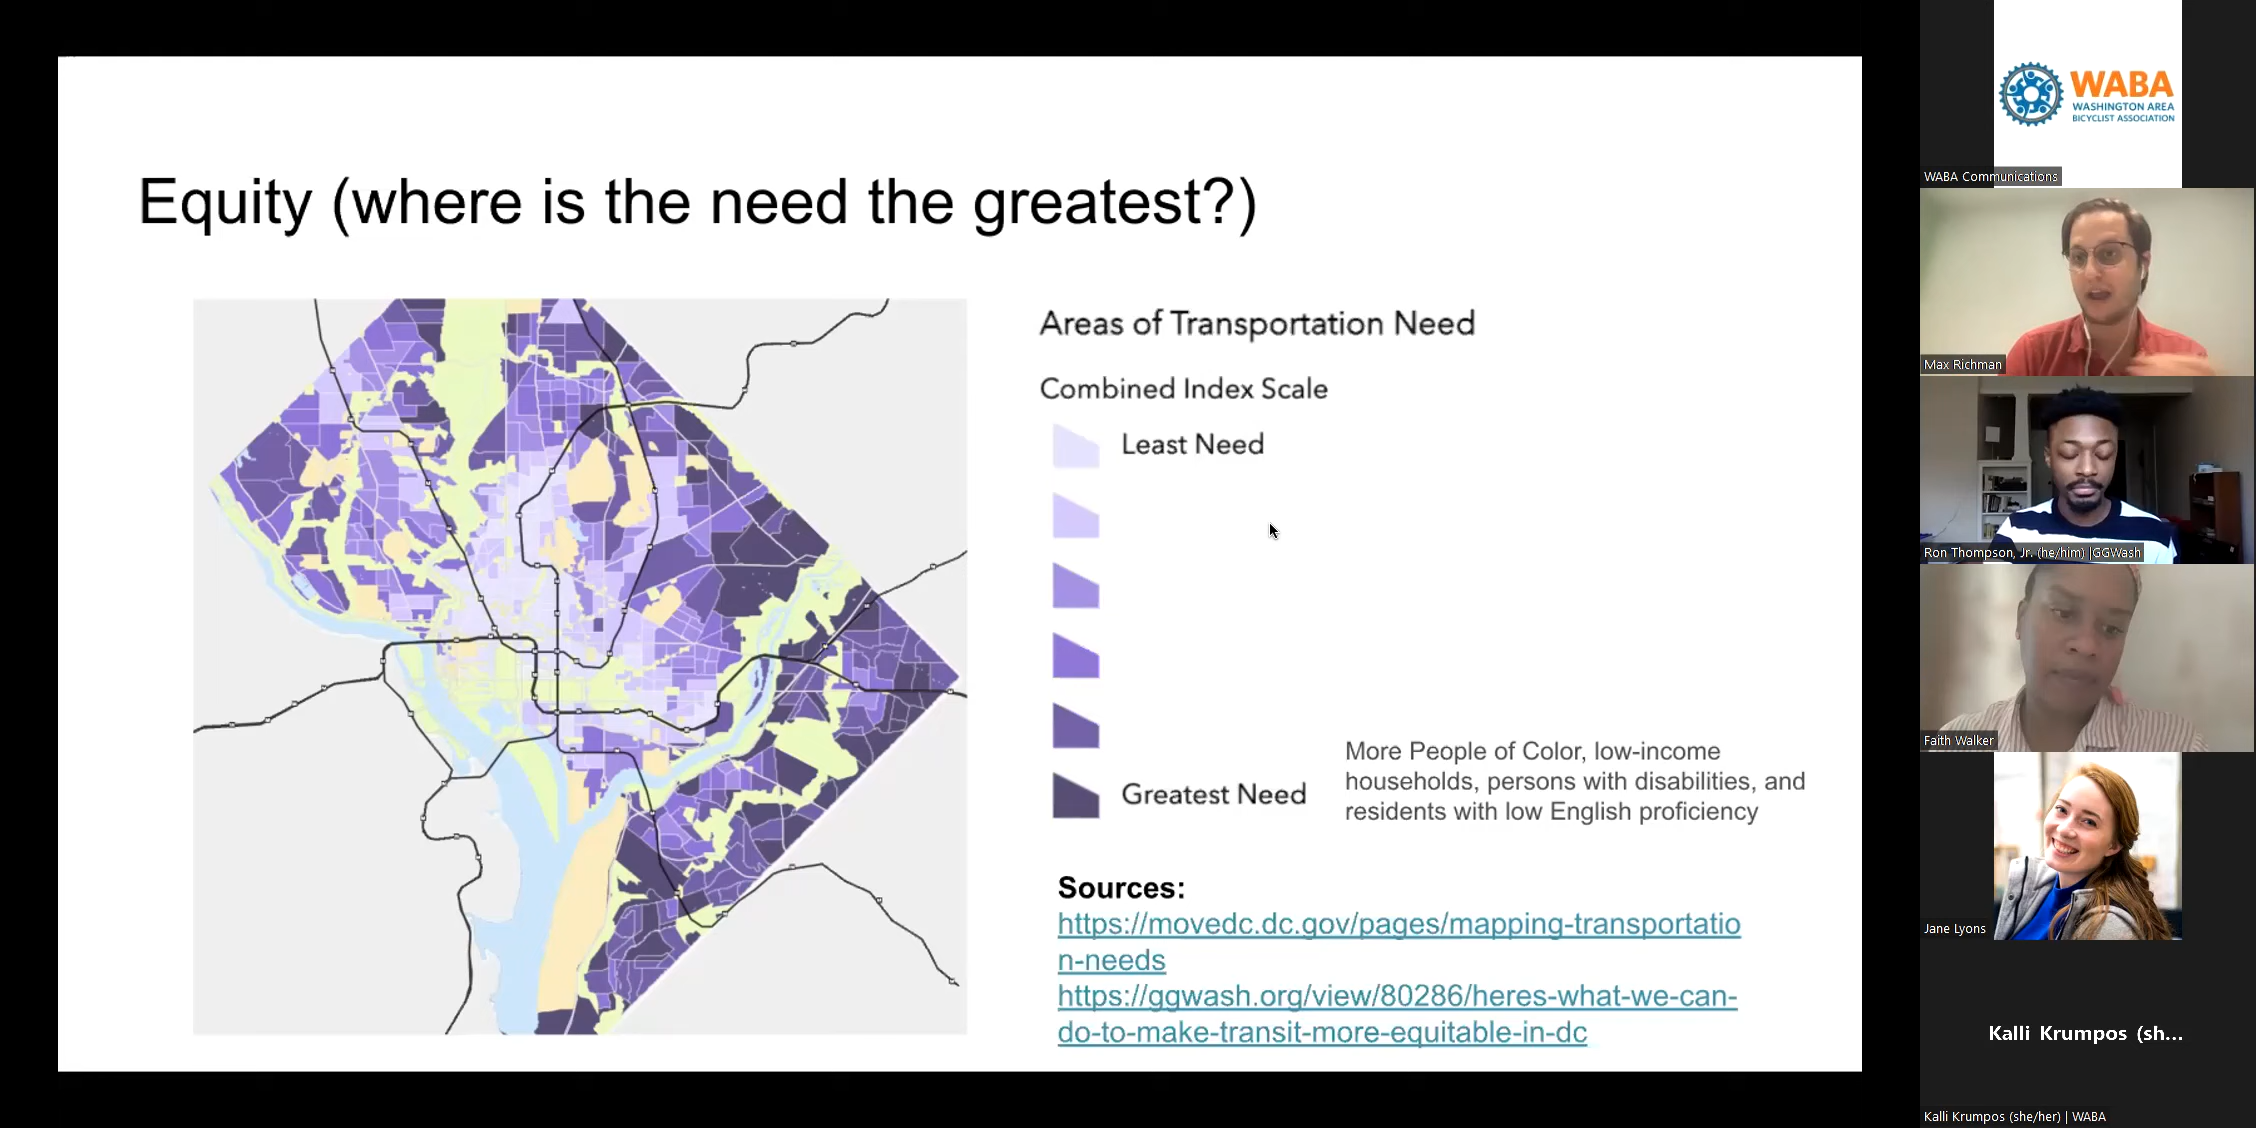 Equity (where is the need the greatest?)
Areas of Transportation Need
Combined Index Scale
Least Need
Greatest Need
More People of Color, low-income
households, persons with disabilities, and
residents with low English proficiency
Sources:
https://movedc.dc.gov/pages/mapping-transportatio
n-needs
https://ggwash.org/view/80286/heres-what-we-can-
do-to-make-transit-more-equitable-in-dc
WABA
WASHINGTON AREA
BICYCLIST ASSOCIATION
WABA Communications
Max Richman
Ron Thompson, Jr. (he/him) |GGWash
Faith Walker
Jane Lyons
Kalli Krumpos (sh...
Kalli Krumpos (she/her) | WABA